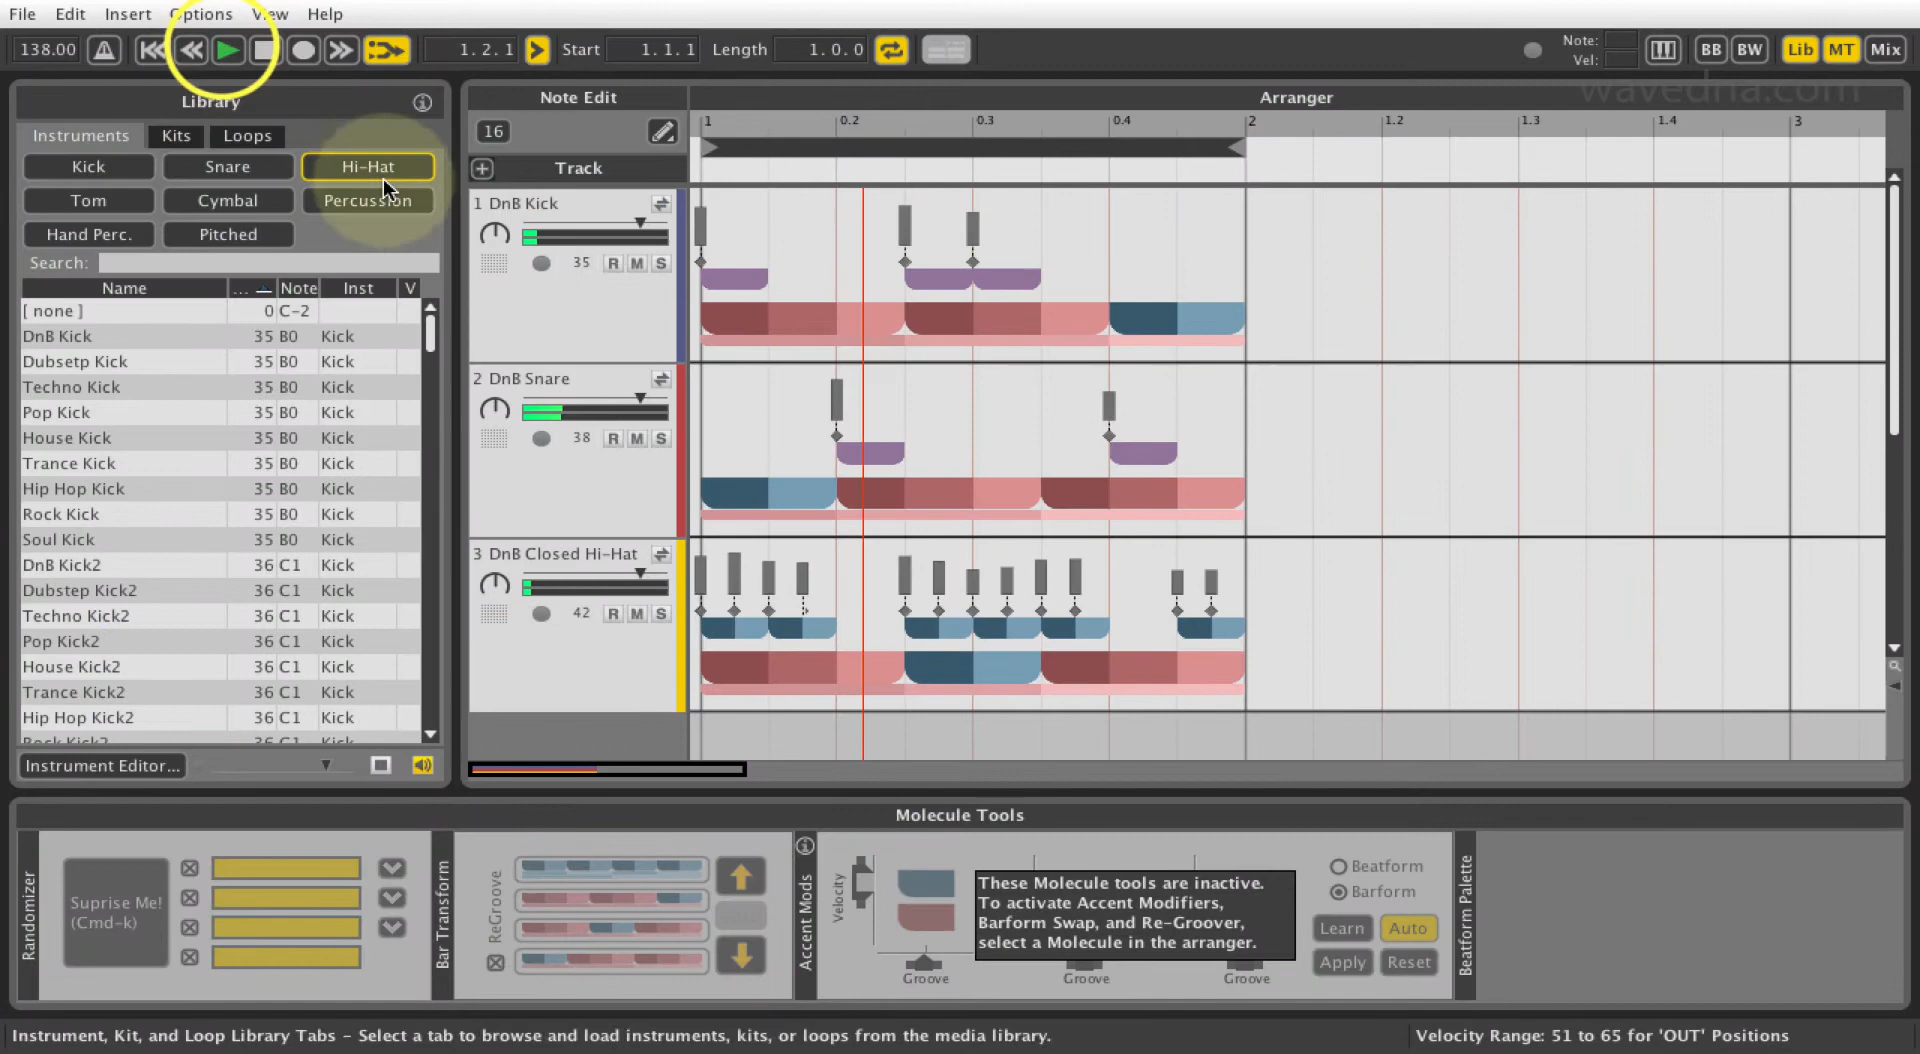 File Edit Insert Options View Help
138.00 1. 2. 1 Start 1. 1. 1 Length 1. 0. 0 Note: Vel: BB BW Lib MT Mix
wavedna.com
Library
Instruments Kits Loops
Kick Snare Hi-Hat
Tom Cymbal Percussion
Hand Perc. Pitched
Search:
Name ... Note Inst V
[ none ] 0 C-2
DnB Kick 35 B0 Kick
Dubsetp Kick 35 B0 Kick
Techno Kick 35 B0 Kick
Pop Kick 35 B0 Kick
House Kick 35 B0 Kick
Trance Kick 35 B0 Kick
Hip Hop Kick 35 B0 Kick
Rock Kick 35 B0 Kick
Soul Kick 35 B0 Kick
DnB Kick2 36 C1 Kick
Dubstep Kick2 36 C1 Kick
Techno Kick2 36 C1 Kick
Pop Kick2 36 C1 Kick
House Kick2 36 C1 Kick
Trance Kick2 36 C1 Kick
Hip Hop Kick2 36 C1 Kick
Rock Kick2 36 C1 Kick
Instrument Editor...
Note Edit Arranger
16
1 0.2 0.3 0.4 2 1.2 1.3 1.4 3
Track
1 DnB Kick
35 R M S
2 DnB Snare
38 R M S
3 DnB Closed Hi-Hat
42 R M S
Molecule Tools
Randomizer
Suprise Me!
(Cmd-k)
Bar Transform
ReGroove
Accent Mods
Velocity
These Molecule tools are inactive.
To activate Accent Modifiers,
Barform Swap, and Re-Groover,
select a Molecule in the arranger.
Groove Groove Groove
Beatform
Barform
Learn Auto
Apply Reset
Beatform Palette
Instrument, Kit, and Loop Library Tabs – Select a tab to browse and load instruments, kits, or loops from the media library.
Velocity Range: 51 to 65 for 'OUT' Positions